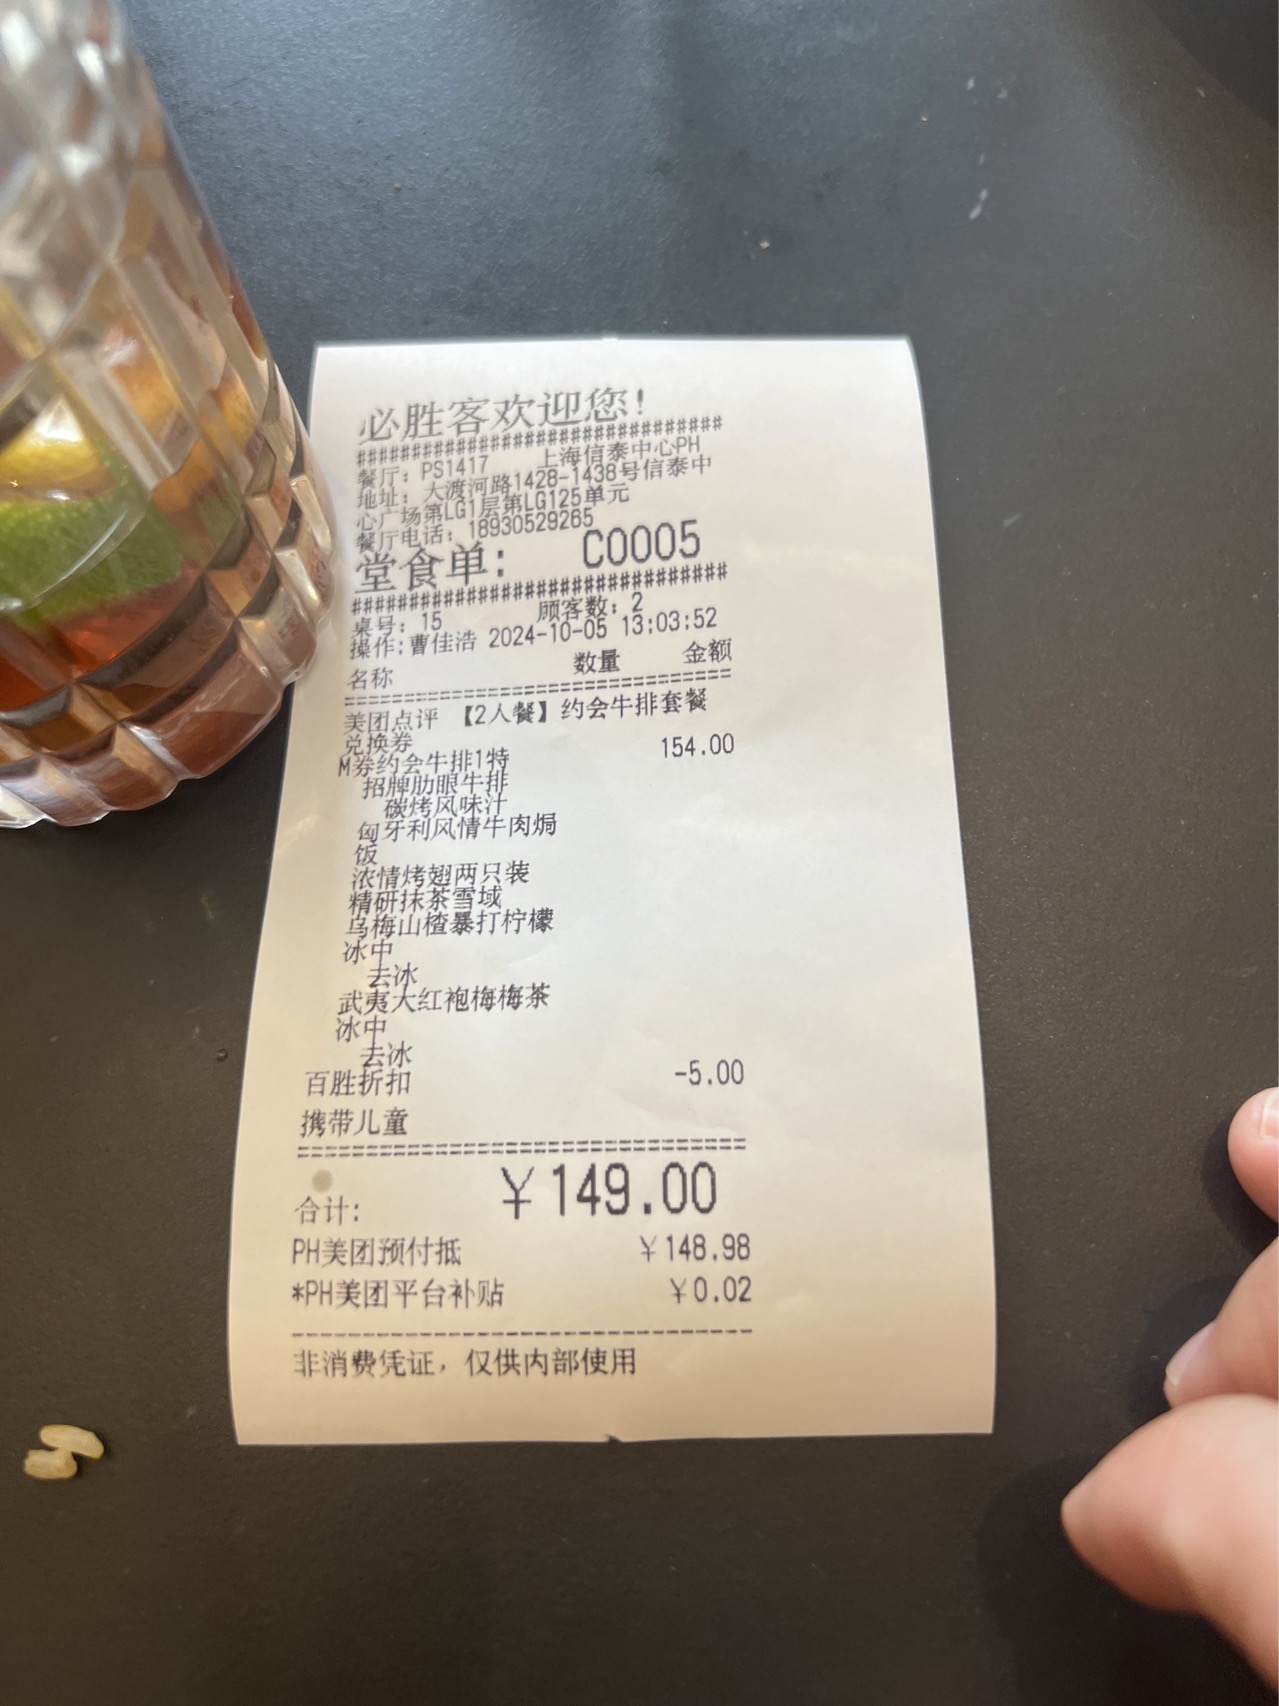 必胜客欢迎您!
################################
餐厅: PS1417 上海信泰中心PH
地址: 大渡河路1428-1438号信泰中
心广场第LG1层第LG125单元
餐厅电话: 18930529265
堂食单: C0005
################################
桌号: 15 顾客数: 2
操作:曹佳浩 2024-10-05 13:03:52
名称 数量 金额
================================
美团点评 【2人餐】约会牛排套餐
兑换券
M券约会牛排1特 154.00
招牌肋眼牛排
碳烤风味汁
匈牙利风情牛肉焗
饭
浓情烤翅两只装
精研抹茶雪域
乌梅山楂暴打柠檬
冰中
去冰
武夷大红袍梅梅茶
冰中
去冰
百胜折扣 -5.00
携带儿童
================================
合计: ￥149.00
PH美团预付抵 ￥148.98
*PH美团平台补贴 ￥0.02
--------------------------------
非消费凭证，仅供内部使用